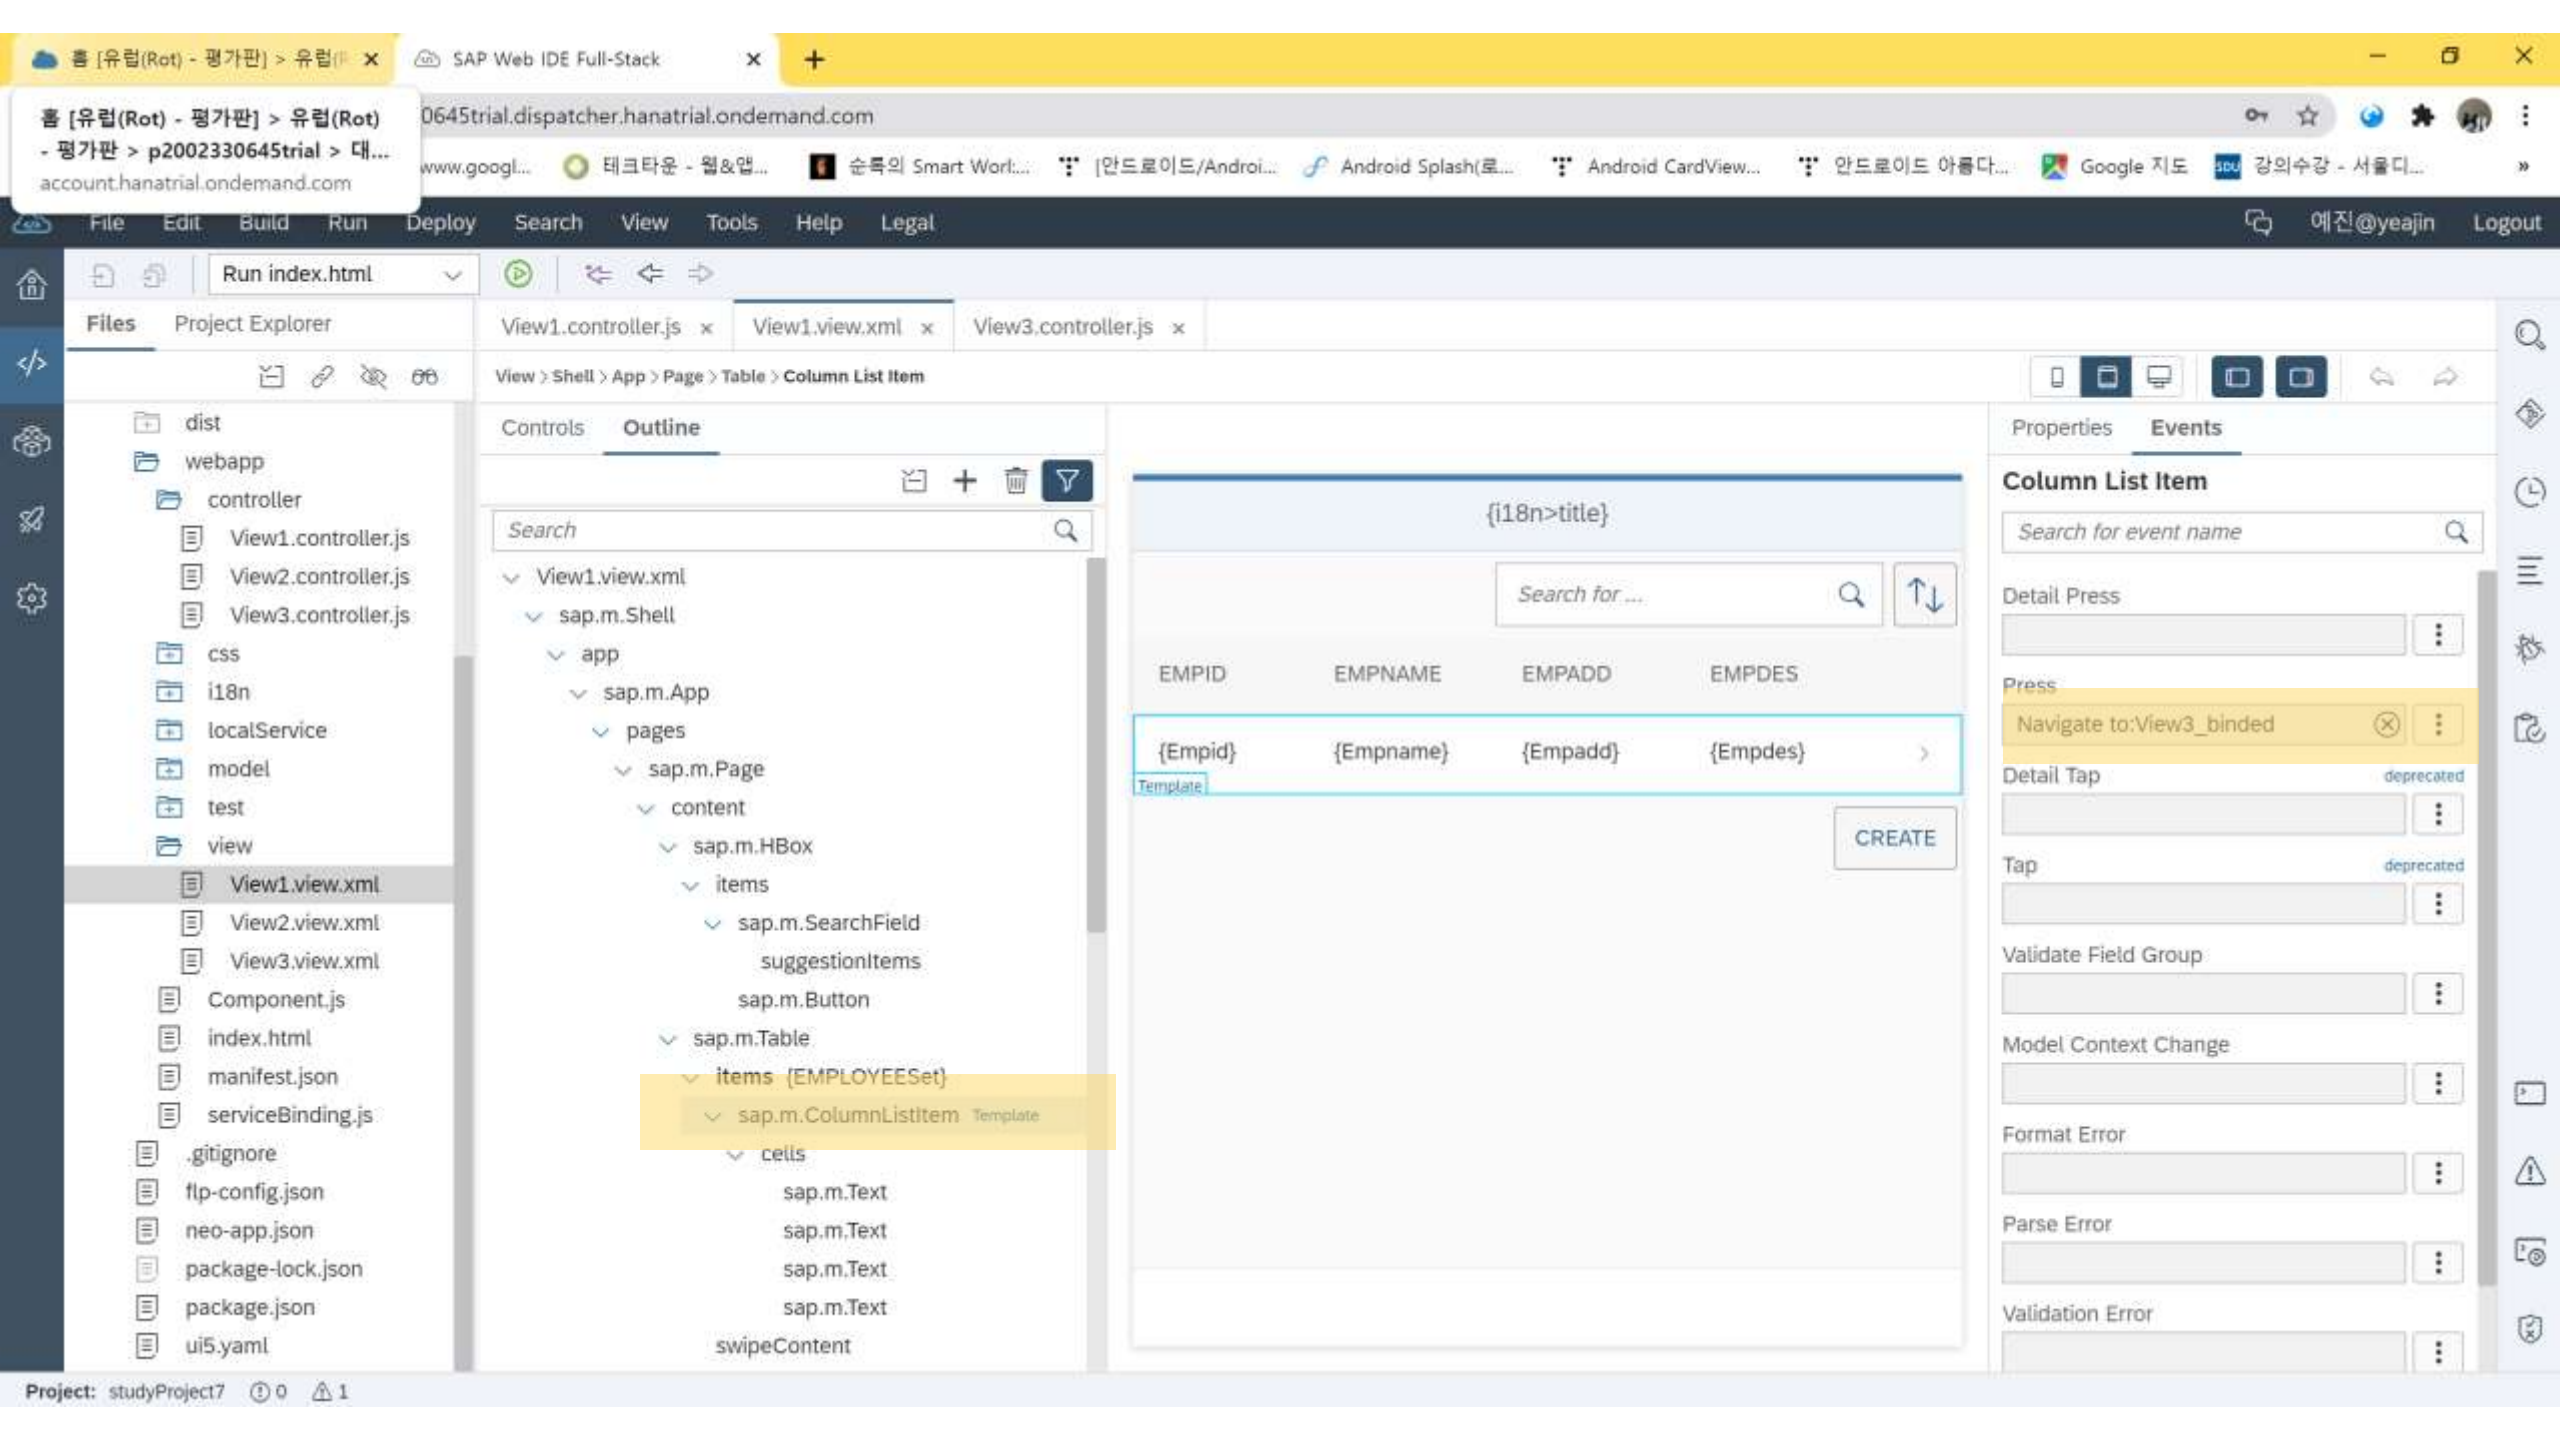 홈 [유럽(Rot) - 평가판] > 유럽(R
SAP Web IDE Full-Stack
홈 [유럽(Rot) - 평가판] > 유럽(Rot)
- 평가판 > p2002330645trial > 대...
account.hanatrial.ondemand.com
0645trial.dispatcher.hanatrial.ondemand.com
www.googl...
테크타운 - 웹&앱...
순록의 Smart Worl:...
[안드로이드/Androi...
Android Splash(로...
Android CardView...
안드로이드 아름다...
Google 지도
SDU 강의수강 - 서울디...
»
File Edit Build Run Deploy Search View Tools Help Legal
예진@yeajin Logout
Run index.html
Files Project Explorer
View1.controller.js × View1.view.xml × View3.controller.js ×
View > Shell > App > Page > Table > Column List Item
dist
webapp
controller
View1.controller.js
View2.controller.js
View3.controller.js
css
i18n
localService
model
test
view
View1.view.xml
View2.view.xml
View3.view.xml
Component.js
index.html
manifest.json
serviceBinding.js
.gitignore
flp-config.json
neo-app.json
package-lock.json
package.json
ui5.yaml
Controls Outline
Search
View1.view.xml
sap.m.Shell
app
sap.m.App
pages
sap.m.Page
content
sap.m.HBox
items
sap.m.SearchField
suggestionItems
sap.m.Button
sap.m.Table
items {EMPLOYEESet}
sap.m.ColumnListItem Template
cells
sap.m.Text
sap.m.Text
sap.m.Text
sap.m.Text
swipeContent
{i18n>title}
Search for ...
EMPID EMPNAME EMPADD EMPDES
{Empid} {Empname} {Empadd} {Empdes}
Template
CREATE
Properties Events
Column List Item
Search for event name
Detail Press
Press
Navigate to:View3_binded
Detail Tap deprecated
Tap deprecated
Validate Field Group
Model Context Change
Format Error
Parse Error
Validation Error
Project: studyProject7 0 1